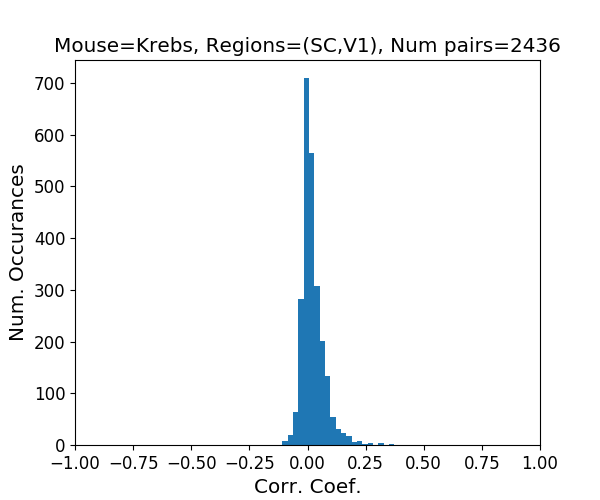 Mouse=Krebs, Regions=(SC,V1), Num pairs=2436
700
600
500
400
300
200
100
0
Num. Occurances
−1.00 −0.75 −0.50 −0.25 0.00 0.25 0.50 0.75 1.00
Corr. Coef.